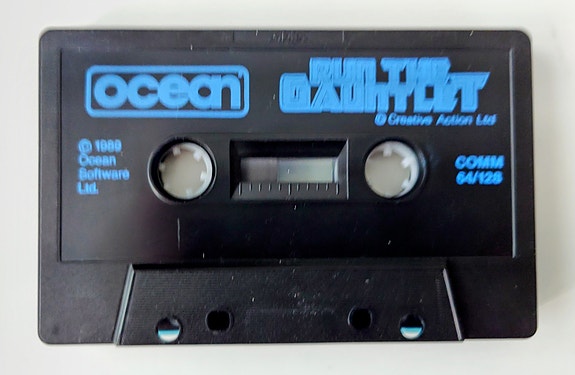 ocean
RUN THE
GAUNTLET
© Creative Action Ltd
© 1989
Ocean
Software
Ltd.
COMM
64/128